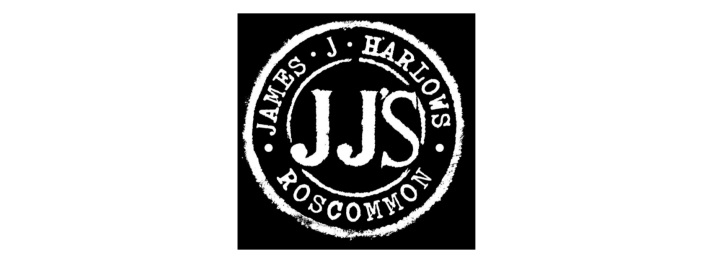 JAMES · J · HARLOWS
JJ'S
ROSCOMMON